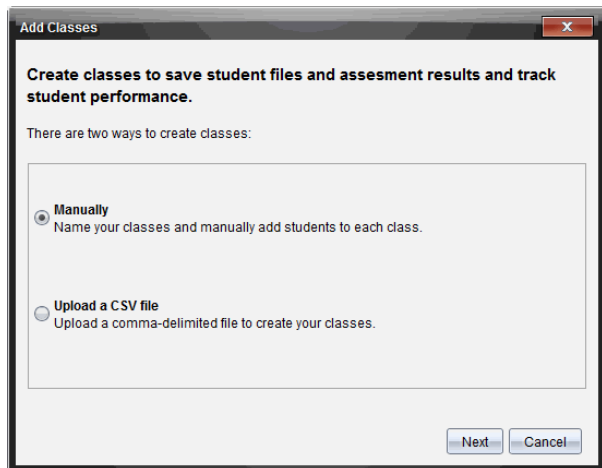 Add Classes
Create classes to save student files and assesment results and track
student performance.
There are two ways to create classes:
Manually
Name your classes and manually add students to each class.
Upload a CSV file
Upload a comma-delimited file to create your classes.
Next Cancel